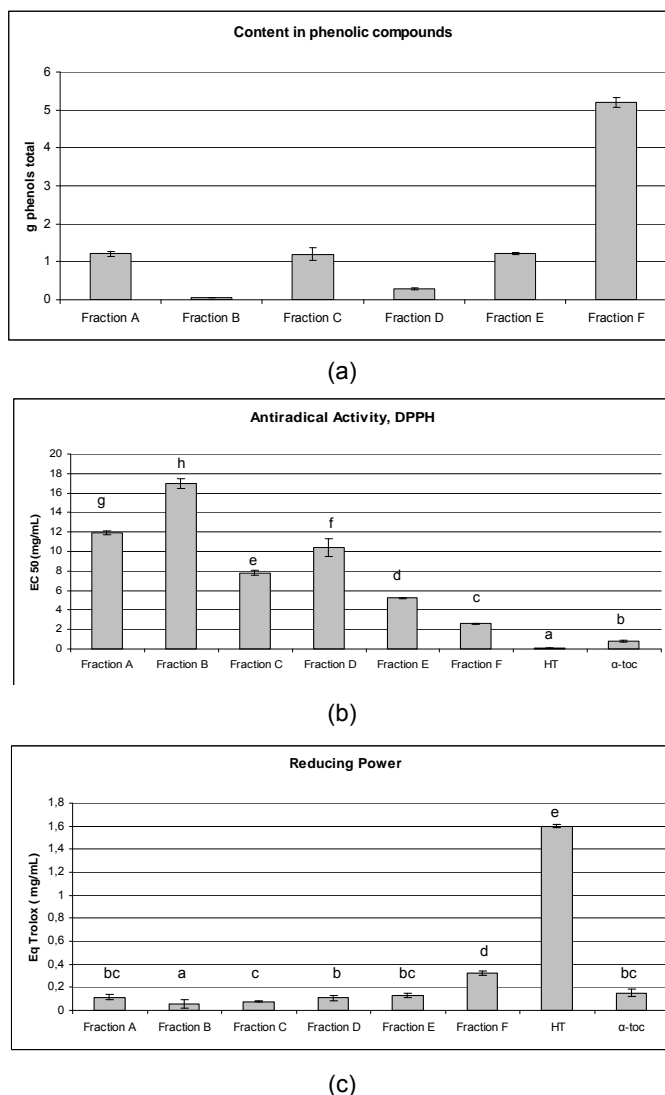 Content in phenolic compounds
6
5
4
3
2
1
0
g phenols total
Fraction A Fraction B Fraction C Fraction D Fraction E Fraction F
(a)
Antiradical Activity, DPPH
20
18
16
14
12
10
8
6
4
2
0
EC 50 (mg/mL)
g h e f d c a b
Fraction A Fraction B Fraction C Fraction D Fraction E Fraction F HT α-toc
(b)
Reducing Power
1,8
1,6
1,4
1,2
1
0,8
0,6
0,4
0,2
0
Eq Trolox ( mg/mL)
bc a c b bc d e bc
Fraction A Fraction B Fraction C Fraction D Fraction E Fraction F HT α-toc
(c)